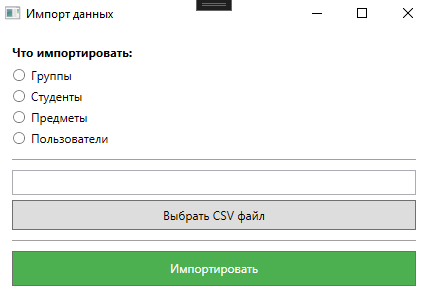 Импорт данных
Что импортировать:
Группы
Студенты
Предметы
Пользователи
Выбрать CSV файл
Импортировать